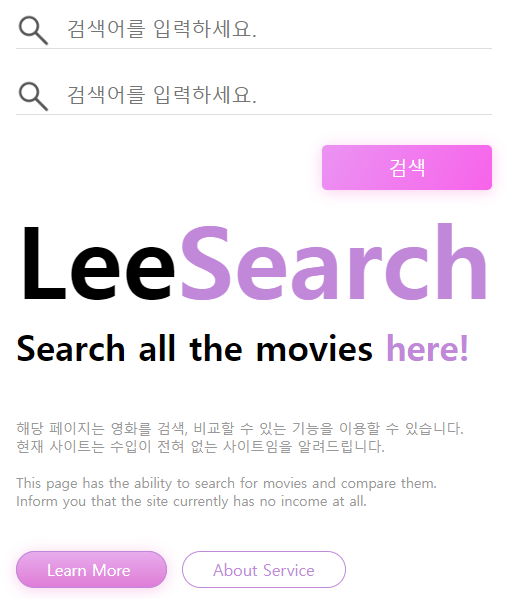 검색어를 입력하세요.
검색어를 입력하세요.
검색
LeeSearch
Search all the movies here!
해당 페이지는 영화를 검색, 비교할 수 있는 기능을 이용할 수 있습니다.
현재 사이트는 수입이 전혀 없는 사이트임을 알려드립니다.
This page has the ability to search for movies and compare them.
Inform you that the site currently has no income at all.
Learn More
About Service